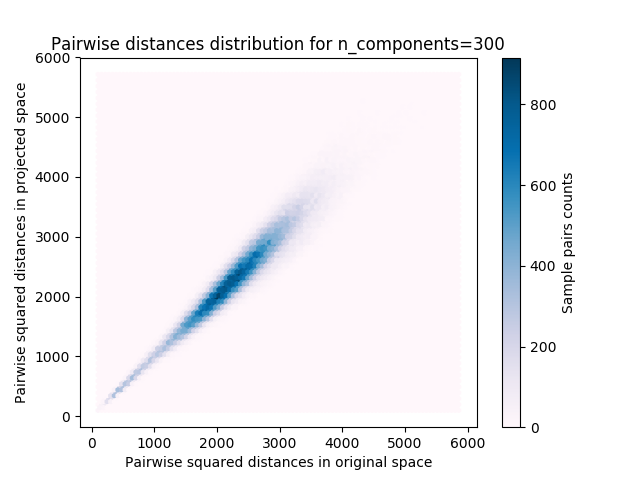 Pairwise distances distribution for n_components=300
6000
5000
4000
3000
2000
1000
0
Pairwise squared distances in projected space
0 1000 2000 3000 4000 5000 6000
Pairwise squared distances in original space
800
600
400
200
0
Sample pairs counts